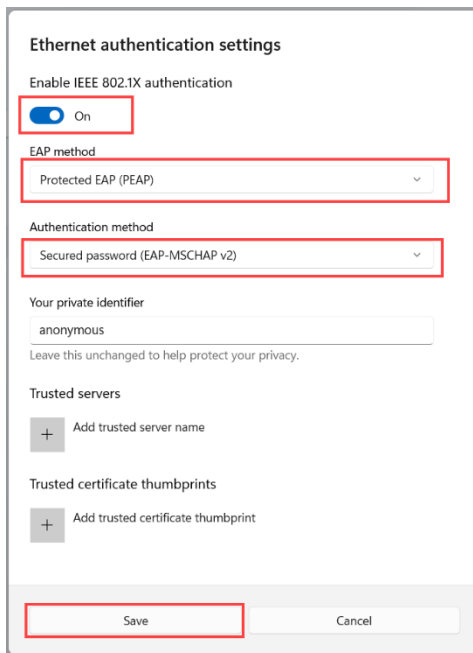 Ethernet authentication settings
Enable IEEE 802.1X authentication
On
EAP method
Protected EAP (PEAP)
Authentication method
Secured password (EAP-MSCHAP v2)
Your private identifier
anonymous
Leave this unchanged to help protect your privacy.
Trusted servers
Add trusted server name
Trusted certificate thumbprints
Add trusted certificate thumbprint
Save
Cancel